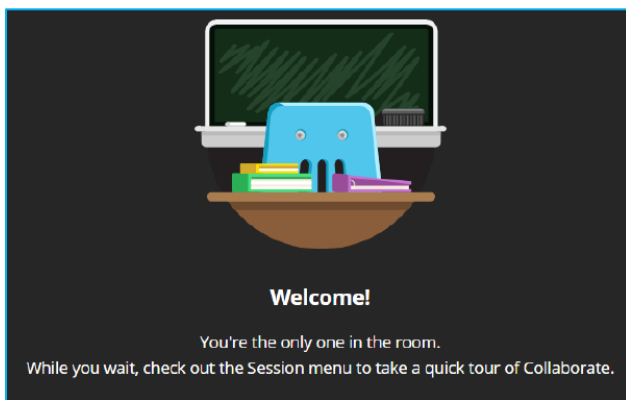 Welcome!
You're the only one in the room.
While you wait, check out the Session menu to take a quick tour of Collaborate.